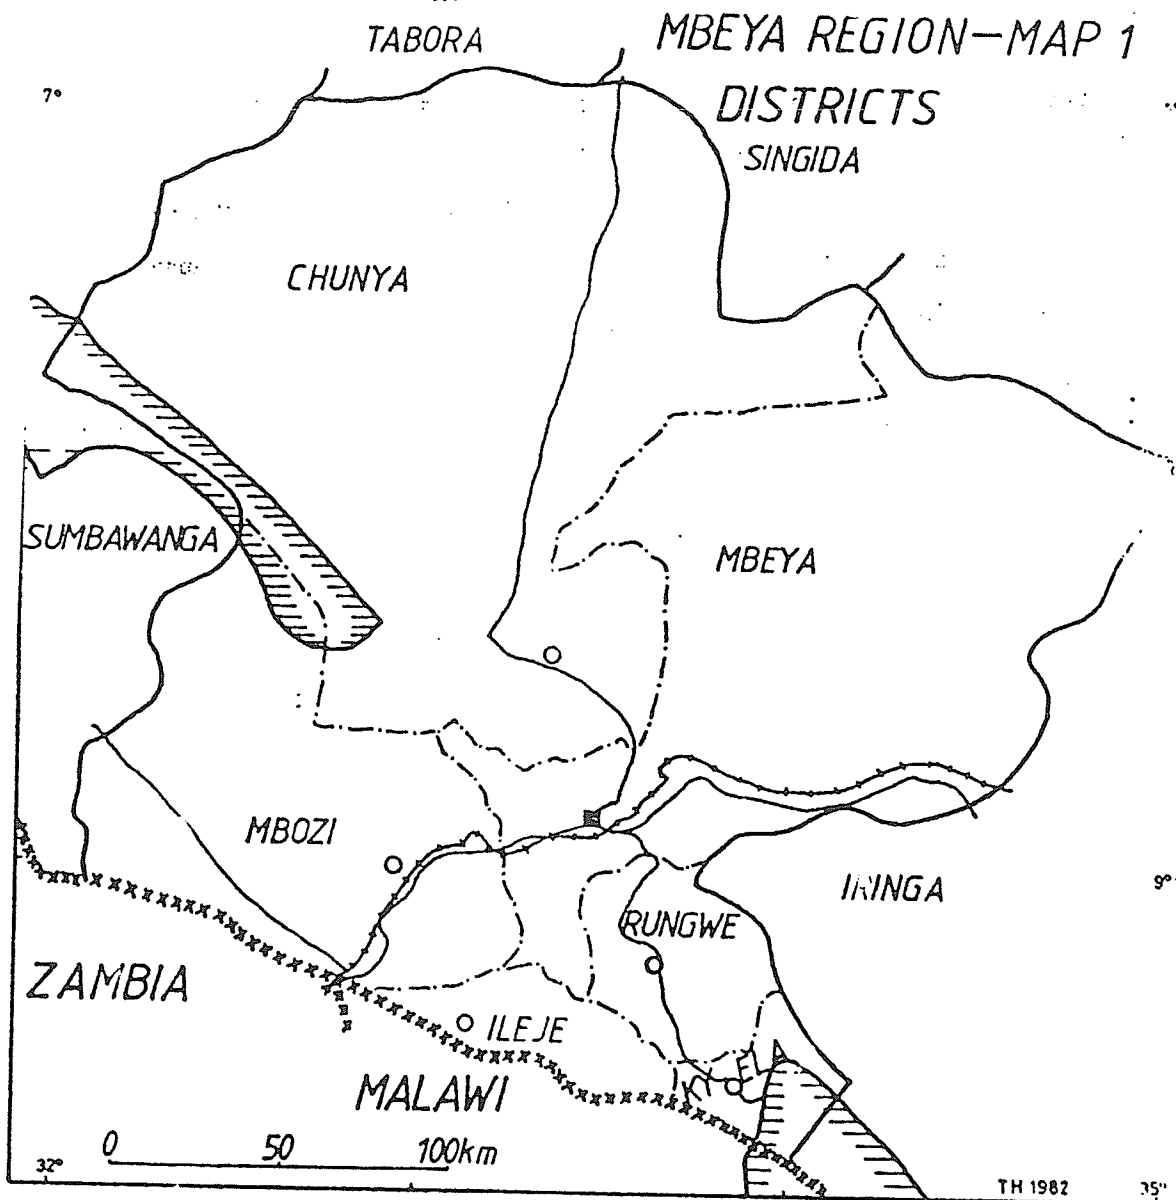 TABORA
MBEYA REGION–MAP 1
DISTRICTS
7°
SINGIDA
CHUNYA
SUMBAWANGA
MBEYA
MBOZI
IRINGA
9°
RUNGWE
ZAMBIA
ILEJE
MALAWI
0 50 100km
32°
TH 1982
35°